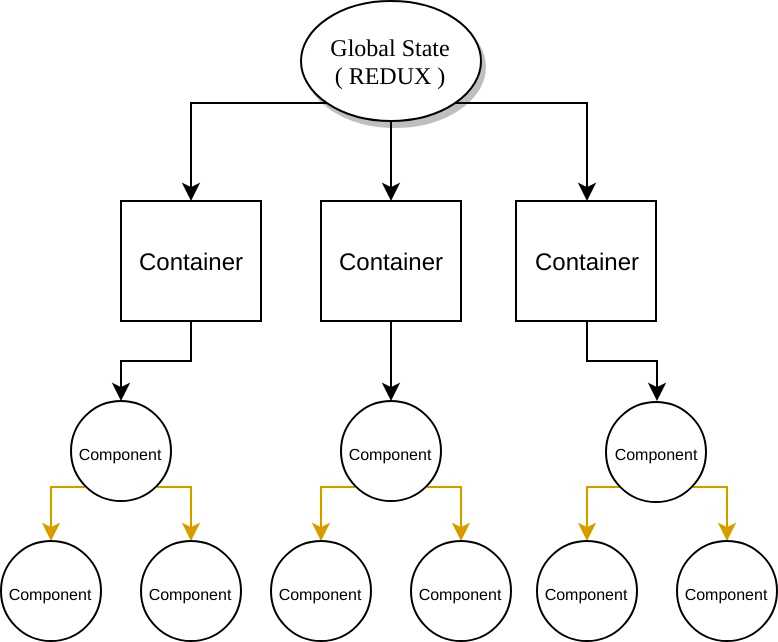 Global State
( REDUX )
Container
Container
Container
Component
Component
Component
Component
Component
Component
Component
Component
Component